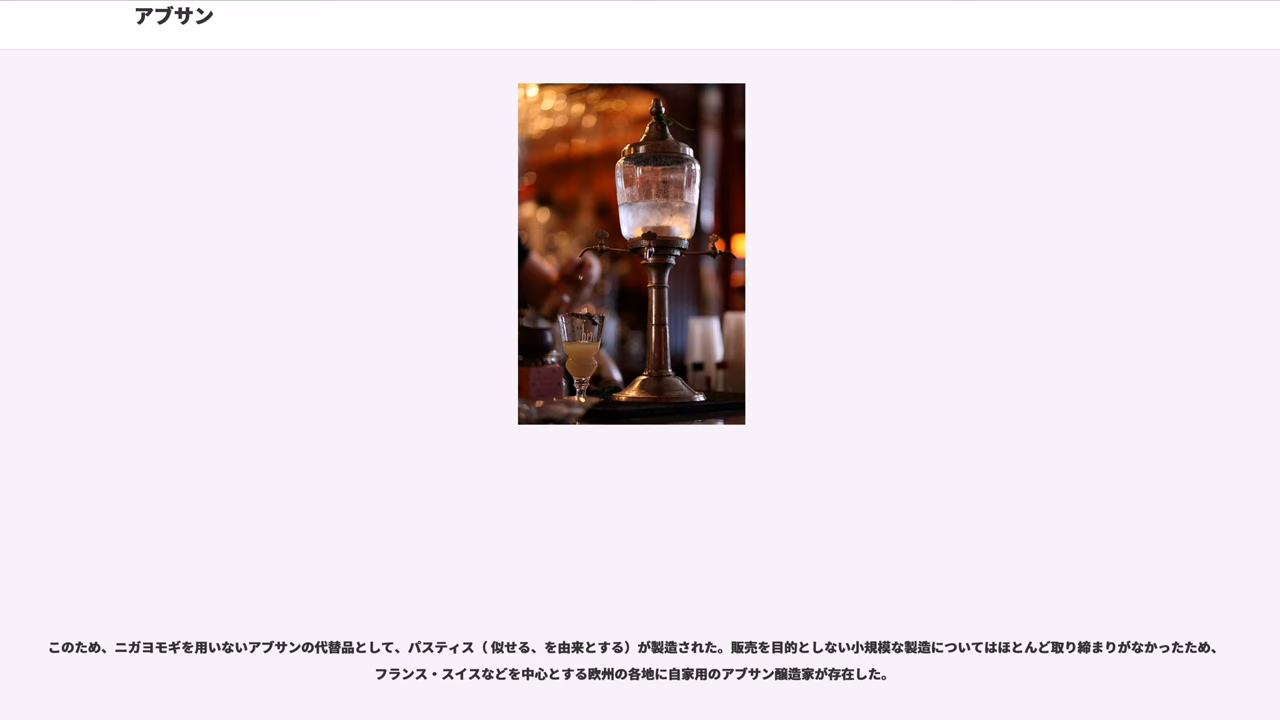 アブサン
このため、ニガヨモギを用いないアブサンの代替品として、パスティス（ 似せる、を由来とする）が製造された。販売を目的としない小規模な製造についてはほとんど取り締まりがなかったため、
フランス・スイスなどを中心とする欧州の各地に自家用のアブサン醸造家が存在した。